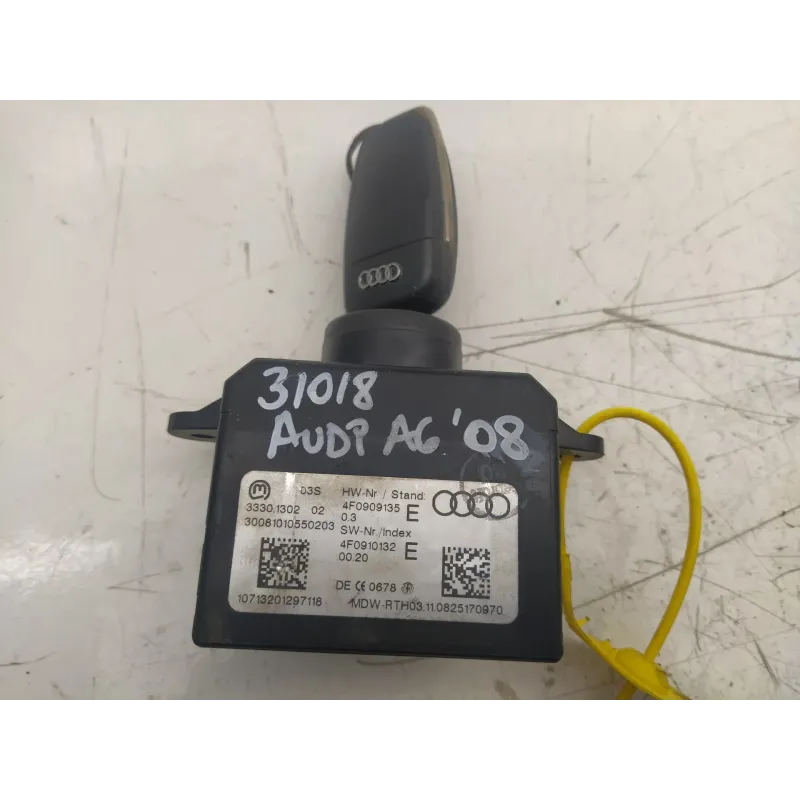 31018
AUDI A6 '08
03S HW-Nr / Stand:
3330.1302 02 4F0909135 E
30081010550203 0.3
SW-Nr./Index
4F0910132 E
00.20
DE CE 0678
10713201297118 MDW-RTH03.11.0825170970